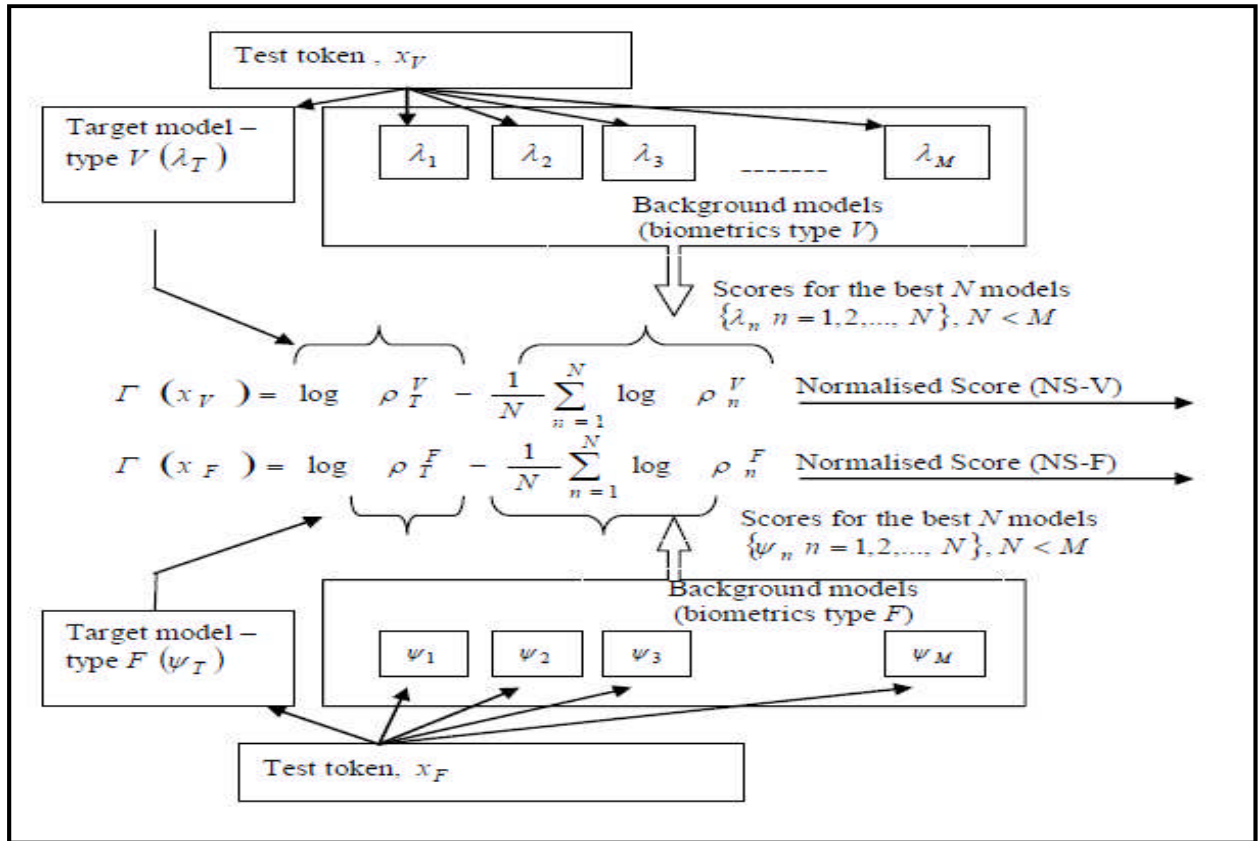 Test token , x_V
Target model –
type V (λ_T)
λ_1 λ_2 λ_3 ------- λ_M
Background models
(biometrics type V)
Scores for the best N models
{λ_n n = 1,2,..., N}, N < M
Γ (x_V) = log ρ_T^V - 1/N ∑_{n=1}^{N} log ρ_n^V Normalised Score (NS-V)
Γ (x_F) = log ρ_T^F - 1/N ∑_{n=1}^{N} log ρ_n^F Normalised Score (NS-F)
Scores for the best N models
{ψ_n n = 1,2,..., N}, N < M
Background models
(biometrics type F)
Target model –
type F (ψ_T)
ψ_1 ψ_2 ψ_3 ψ_M
Test token, x_F